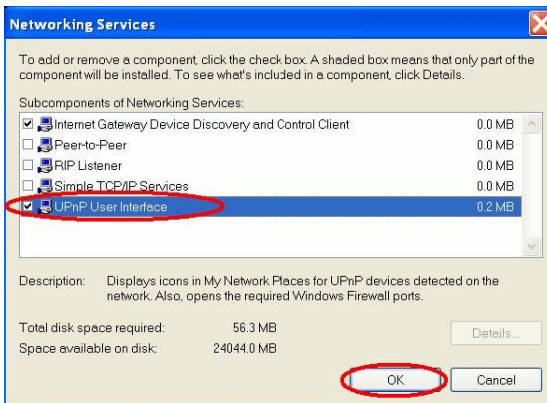 Networking Services
To add or remove a component, click the check box. A shaded box means that only part of the
component will be installed. To see what's included in a component, click Details.
Subcomponents of Networking Services:
Internet Gateway Device Discovery and Control Client 0.0 MB
Peer-to-Peer 0.0 MB
RIP Listener 0.0 MB
Simple TCP/IP Services 0.0 MB
UPnP User Interface 0.2 MB
Description: Displays icons in My Network Places for UPnP devices detected on the
network. Also, opens the required Windows Firewall ports.
Total disk space required: 56.3 MB
Space available on disk: 24044.0 MB
Details...
OK Cancel